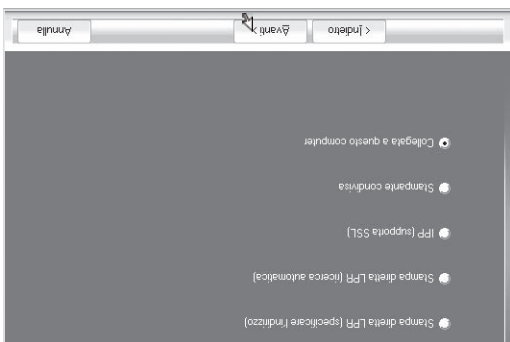 Stampa diretta LPR (specificare l'indirizzo)
Stampa diretta LPR (ricerca automatica)
IPP (supporto SSL)
Stampante condivisa
Collegata a questo computer
< Indietro Avanti > Annulla